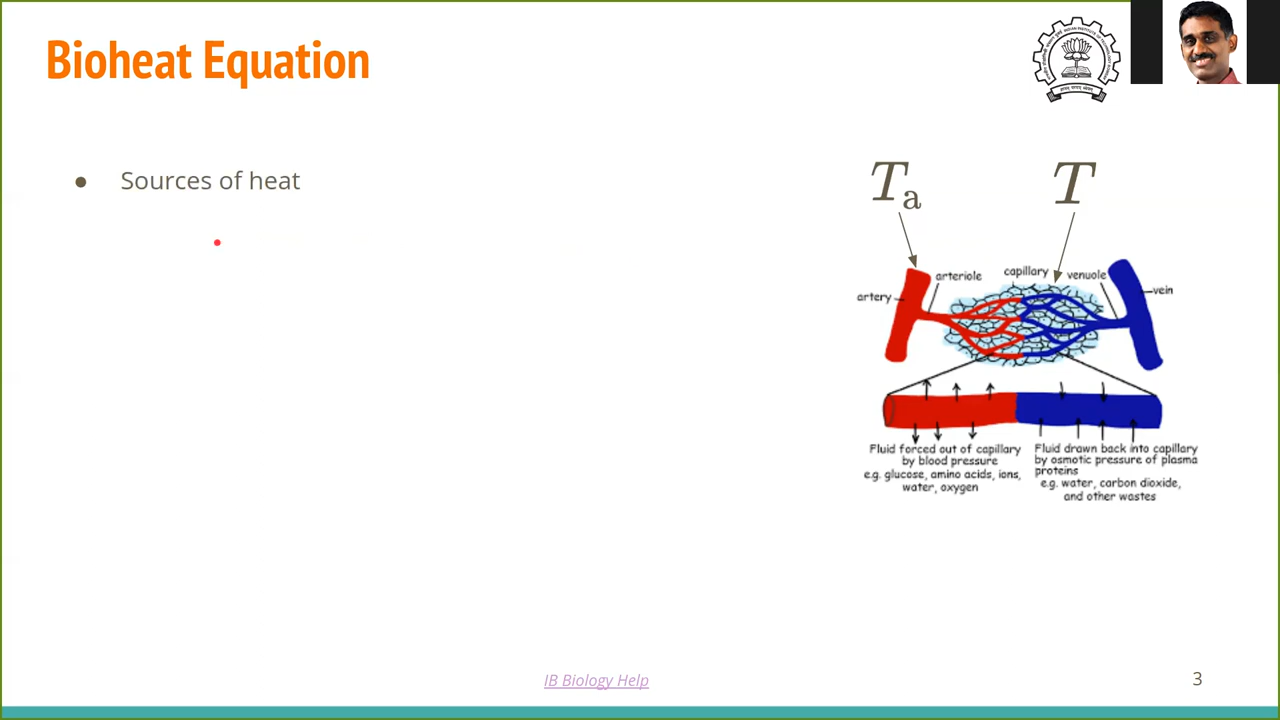 Bioheat Equation
● Sources of heat
Ta T
arteriole capillary venuole
artery vein
Fluid forced out of capillary
by blood pressure
e.g. glucose, amino acids, ions,
water, oxygen
Fluid drawn back into capillary
by osmotic pressure of plasma
proteins
e.g. water, carbon dioxide,
and other wastes
IB Biology Help
3